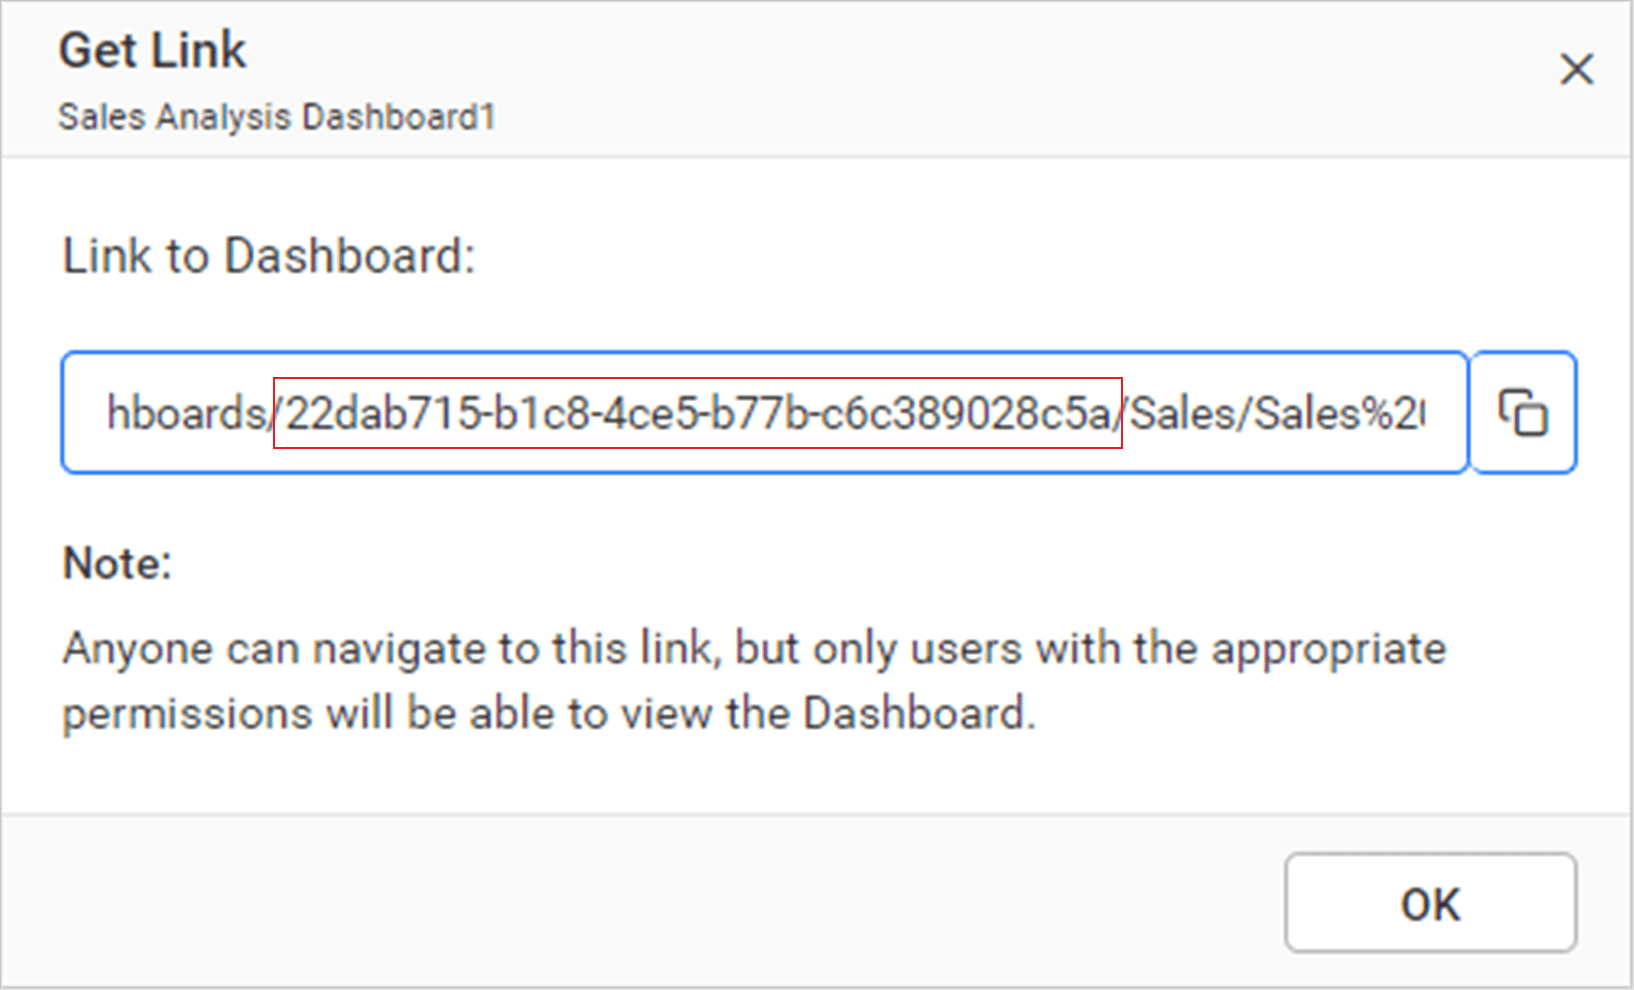 Get Link
Sales Analysis Dashboard1
Link to Dashboard:
hboards/22dab715-b1c8-4ce5-b77b-c6c389028c5a/Sales/Sales%20
Note:
Anyone can navigate to this link, but only users with the appropriate
permissions will be able to view the Dashboard.
OK